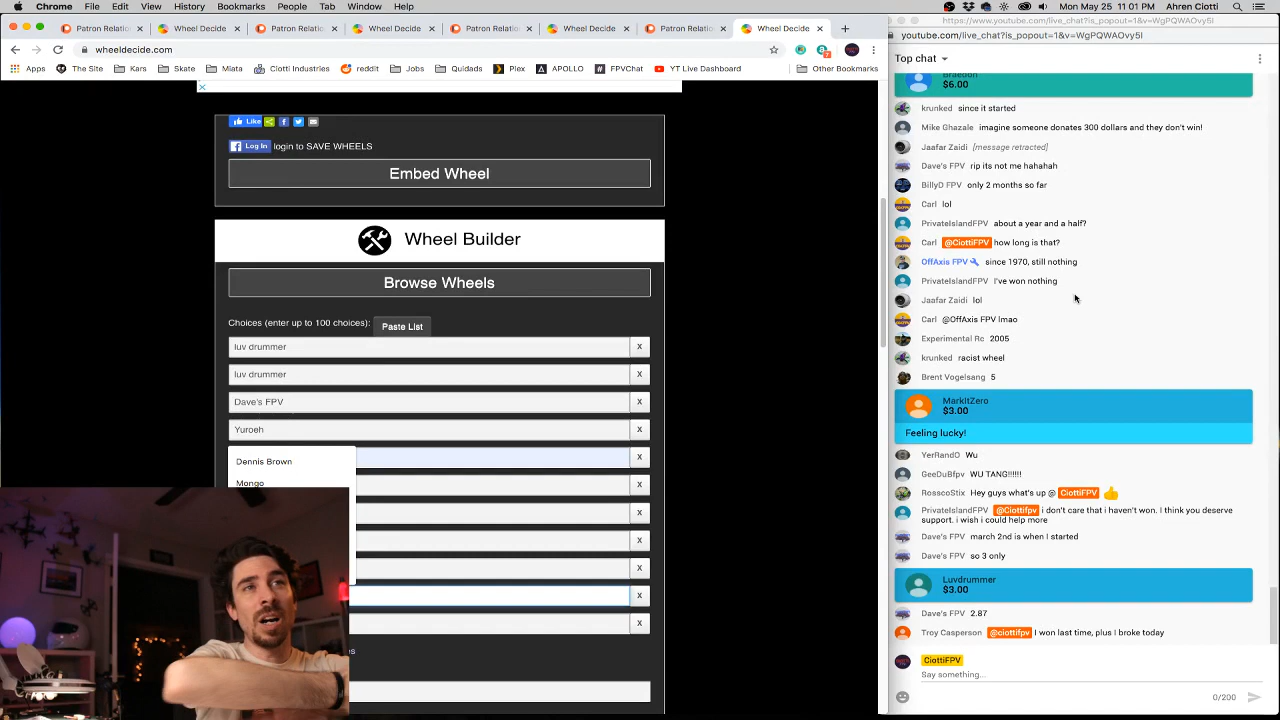 Chrome File Edit View History Bookmarks People Tab Window Help
Mon May 25 01:11 PM Ahren Ciotti
Patron Relatio Wheel Decide Patron Relatio Wheel Decide Patron Relatio Wheel Decide Patron Relatio Wheel Decide
wheeldecide.com
Apps The Site Kars Skate Miata Ciotti Industries reddit Jobs Quidads Plex APOLLO FPVChat YT Live Dashboard Other Bookmarks
Like
Log In login to SAVE WHEELS
Embed Wheel
Wheel Builder
Browse Wheels
Choices (enter up to 100 choices): Paste List
luv drummer X
luv drummer X
Dave's FPV X
Yuroeh X
X
Dennis Brown
Mongo
X
X
X
X
X
X
https://www.youtube.com/live_chat?is_popout=1&v=WgPQWAOvy5I
youtube.com/live_chat?is_popout=1&v=WgPQWAOvy5I
Top chat
Braedon
$6.00
krunked since it started
Mike Ghazale imagine someone donates 300 dollars and they don't win!
Jaafar Zaidi [message retracted]
Dave's FPV rip its not me hahahah
BillyD FPV only 2 months so far
Carl lol
PrivateIslandFPV about a year and a half?
Carl @CiottiFPV how long is that?
OffAxis FPV since 1970, still nothing
PrivateIslandFPV I've won nothing
Jaafar Zaidi lol
Carl @OffAxis FPV lmao
Experimental Rc 2005
krunked racist wheel
Brent Vogelsang 5
MarkItZero
$3.00
Feeling lucky!
YerRandO Wu
GeeDuBfpv WU TANG!!!!!!
RosscoStix Hey guys what's up @ CiottiFPV
PrivateIslandFPV @Ciottifpv i don't care that i haven't won. I think you deserve
support. i wish i could help more
Dave's FPV march 2nd is when I started
Dave's FPV so 3 only
Luvdrummer
$3.00
Dave's FPV 2.87
Troy Casperson @ciottifpv I won last time, plus I broke today
CiottiFPV
Say something...
0/200